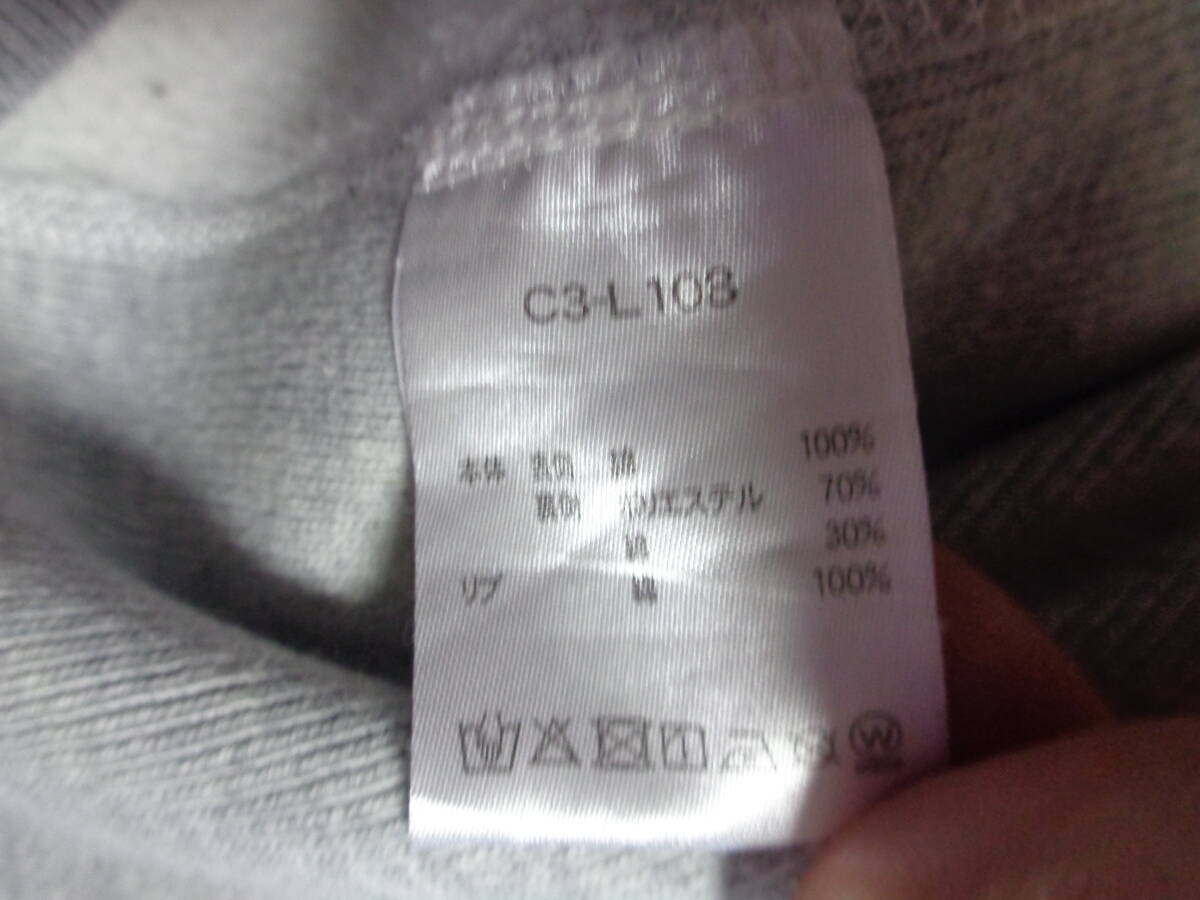 C3-L108
本体 表側 綿 100%
裏側 ポリエステル 70%
綿 30%
リブ 綿 100%
W